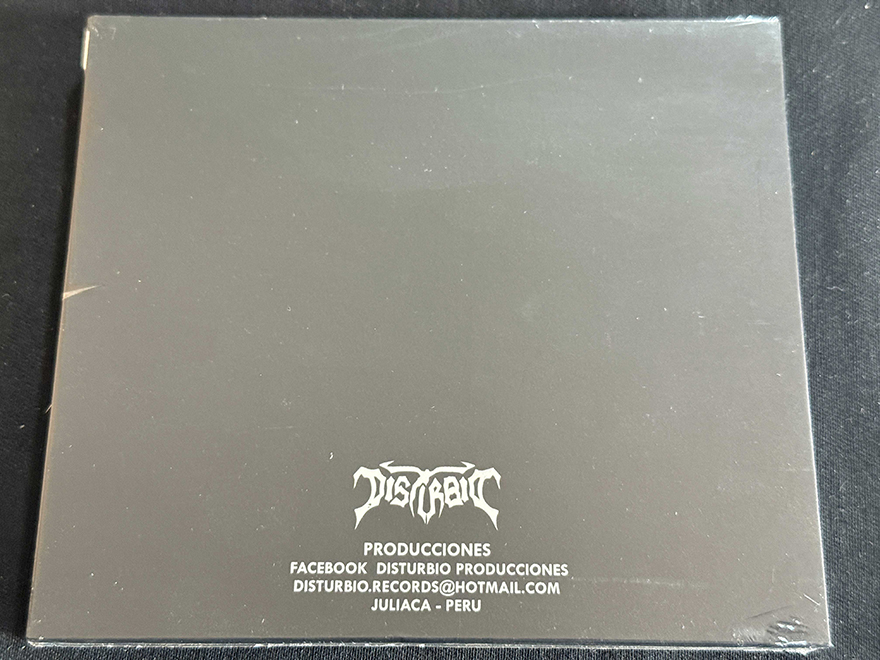 DISTURBIO
PRODUCCIONES
FACEBOOK DISTURBIO PRODUCCIONES
DISTURBIO.RECORDS@HOTMAIL.COM
JULIACA - PERU